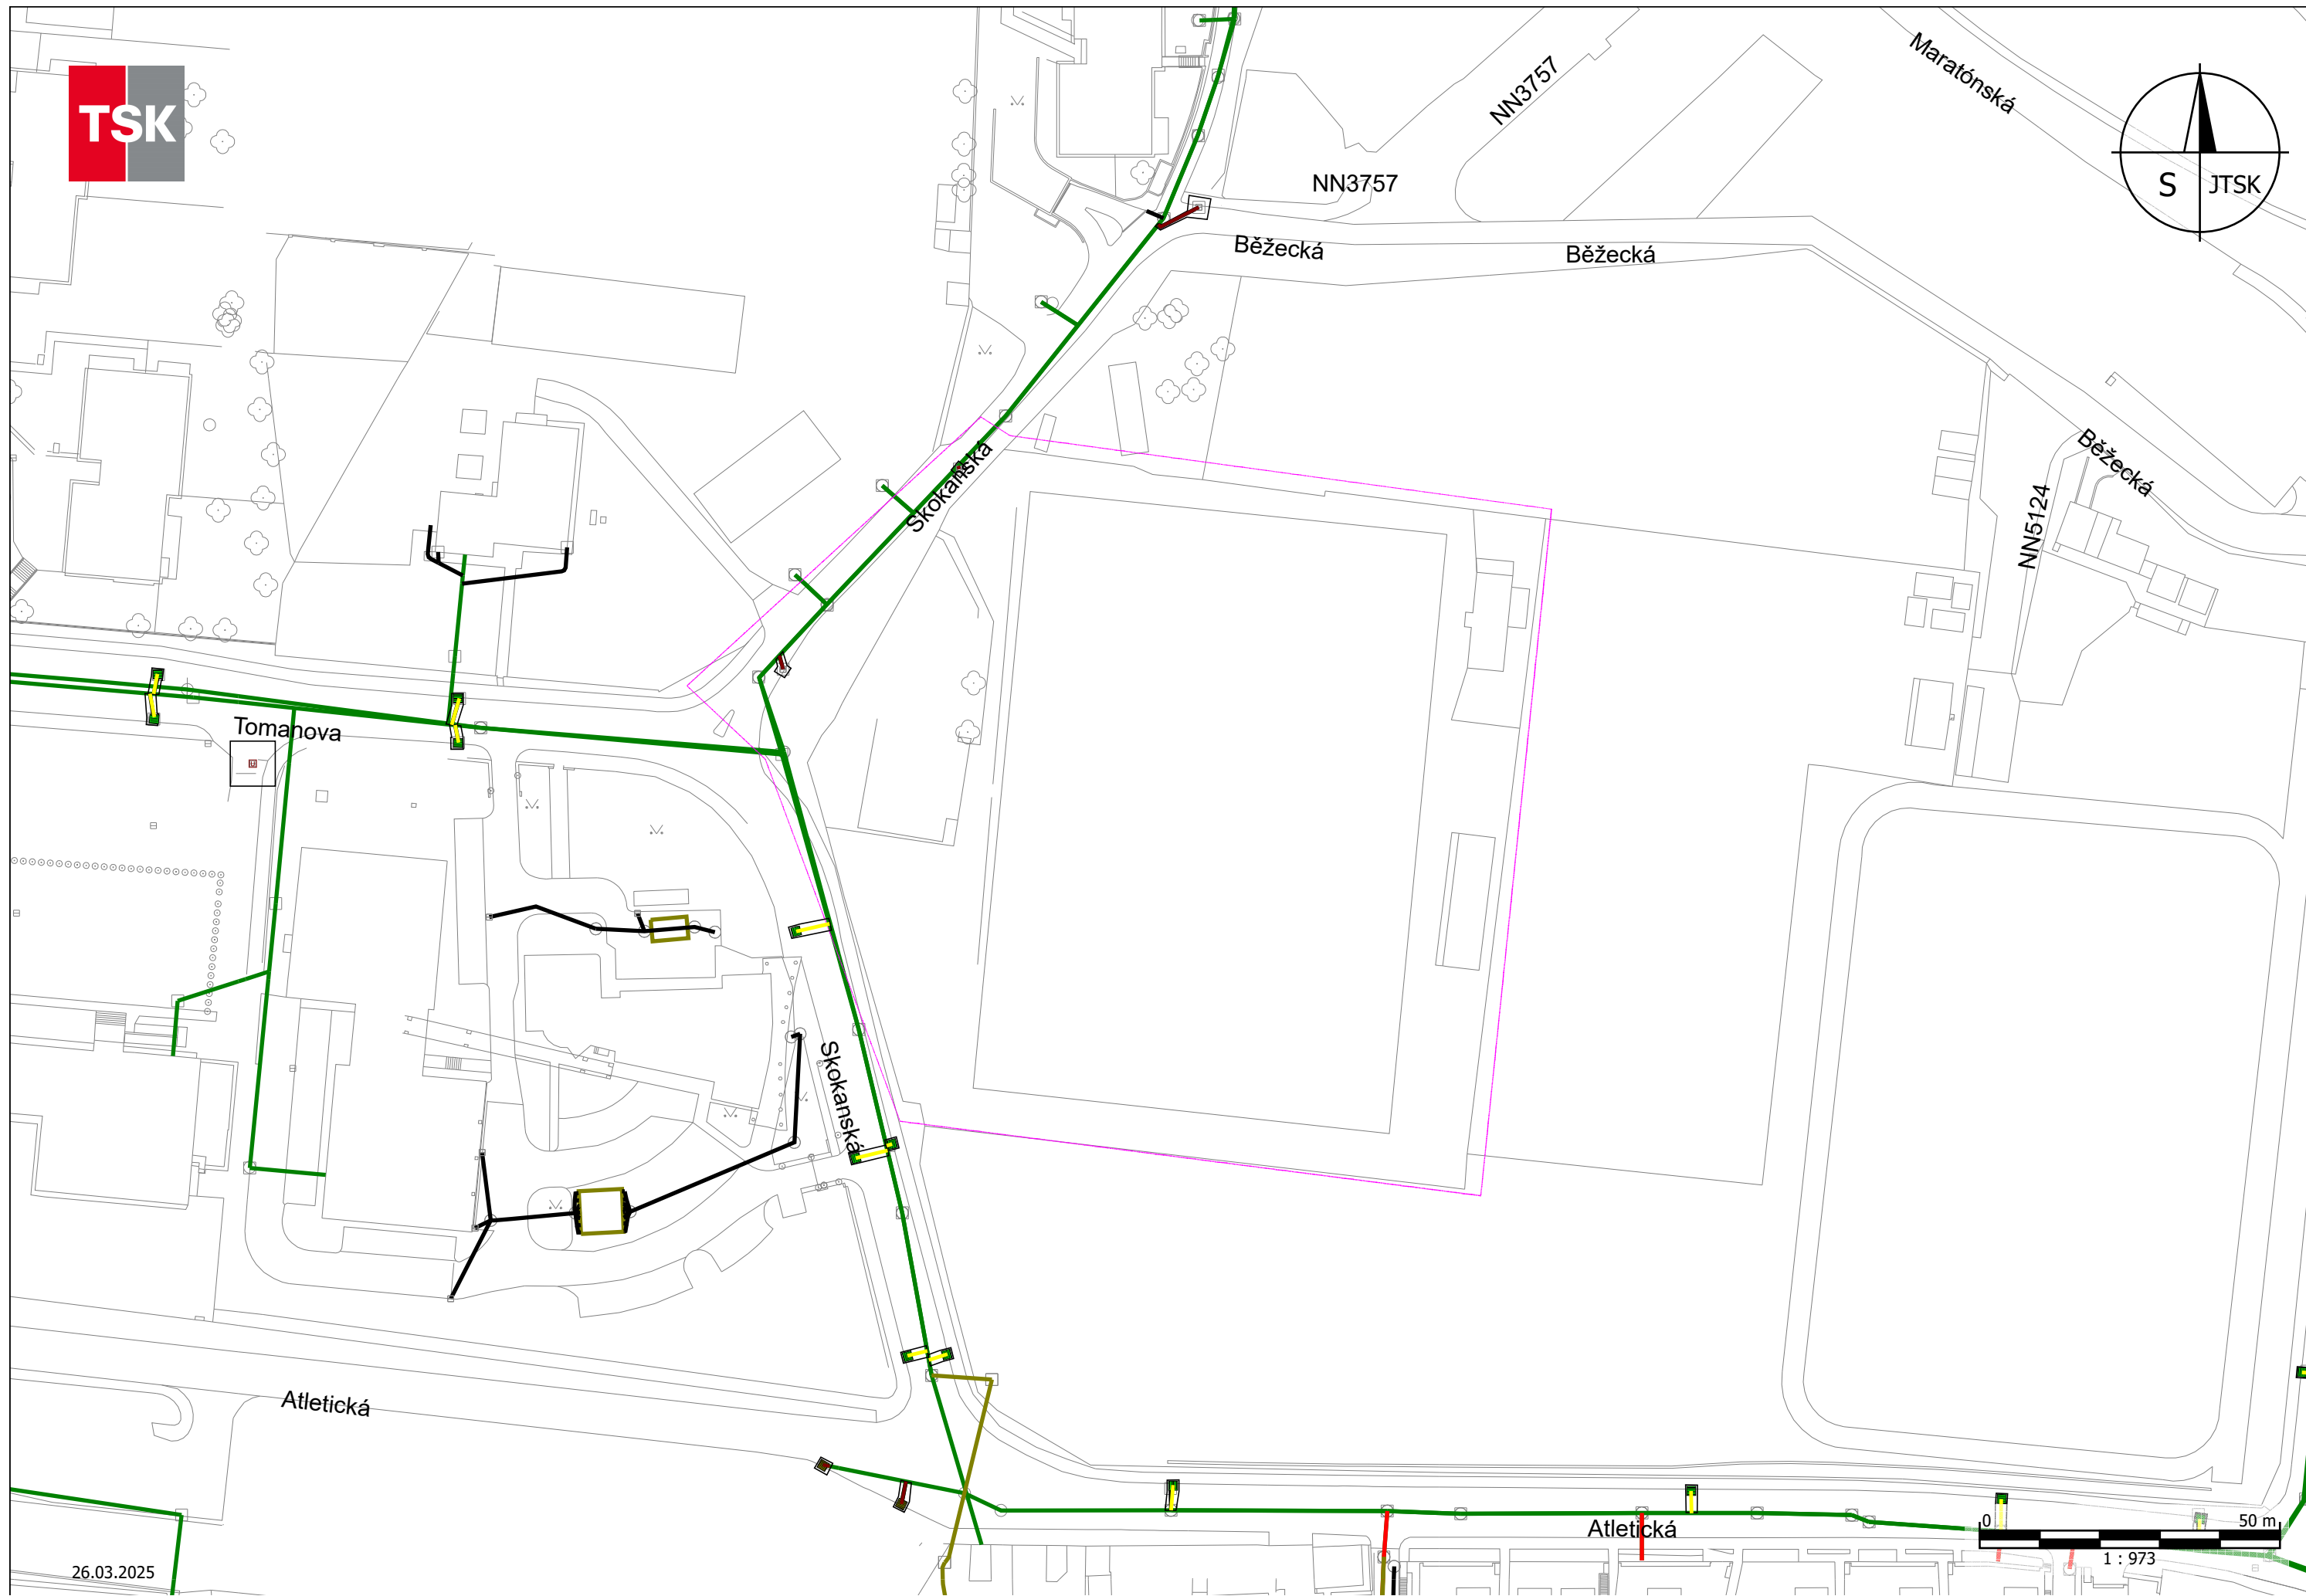 Maratónská
NN3757
TSK
NN3757
S JTSK
Běžecká
Běžecká
Běžecká
Skokanská
NN5124
Tomanova
Skokanská
Atletická
Atletická
0 50 m
1 : 973
26.03.2025